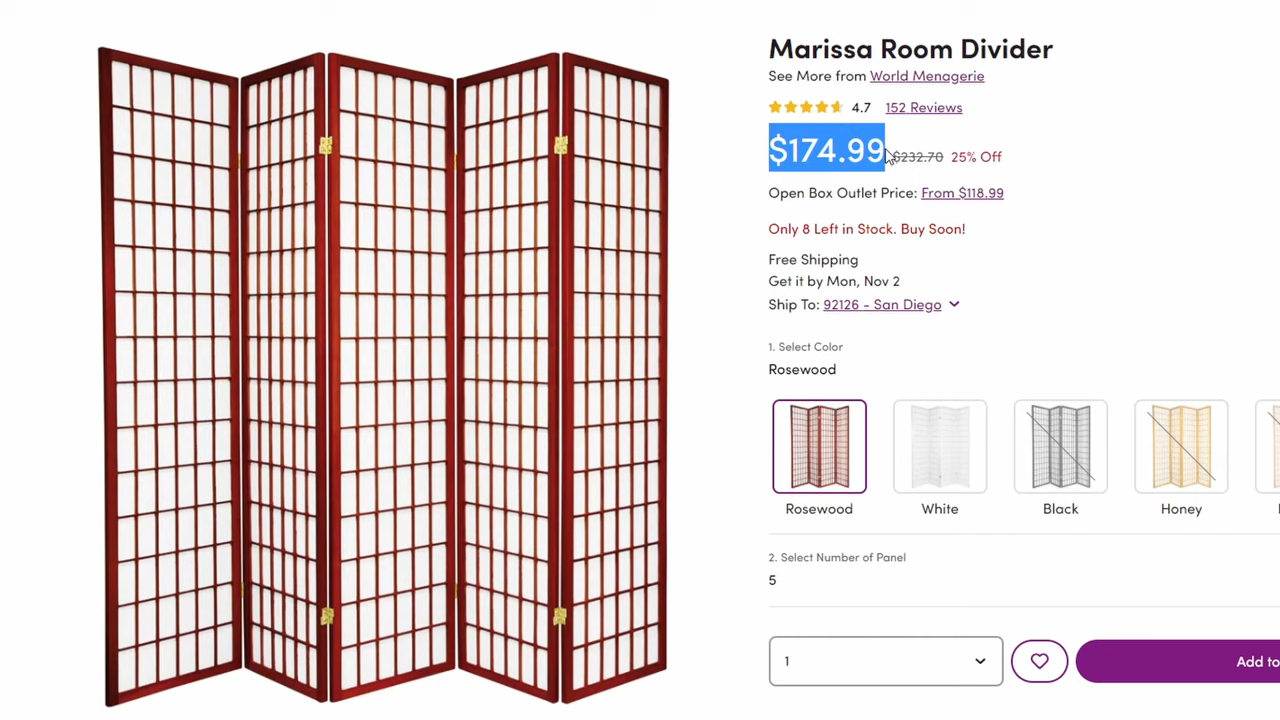 Marissa Room Divider
See More from World Menagerie
4.7 152 Reviews
$174.99 $232.70 25% Off
Open Box Outlet Price: From $118.99
Only 8 Left in Stock. Buy Soon!
Free Shipping
Get it by Mon, Nov 2
Ship To: 92126 - San Diego
1. Select Color
Rosewood
Rosewood White Black Honey
2. Select Number of Panel
5
1 Add to